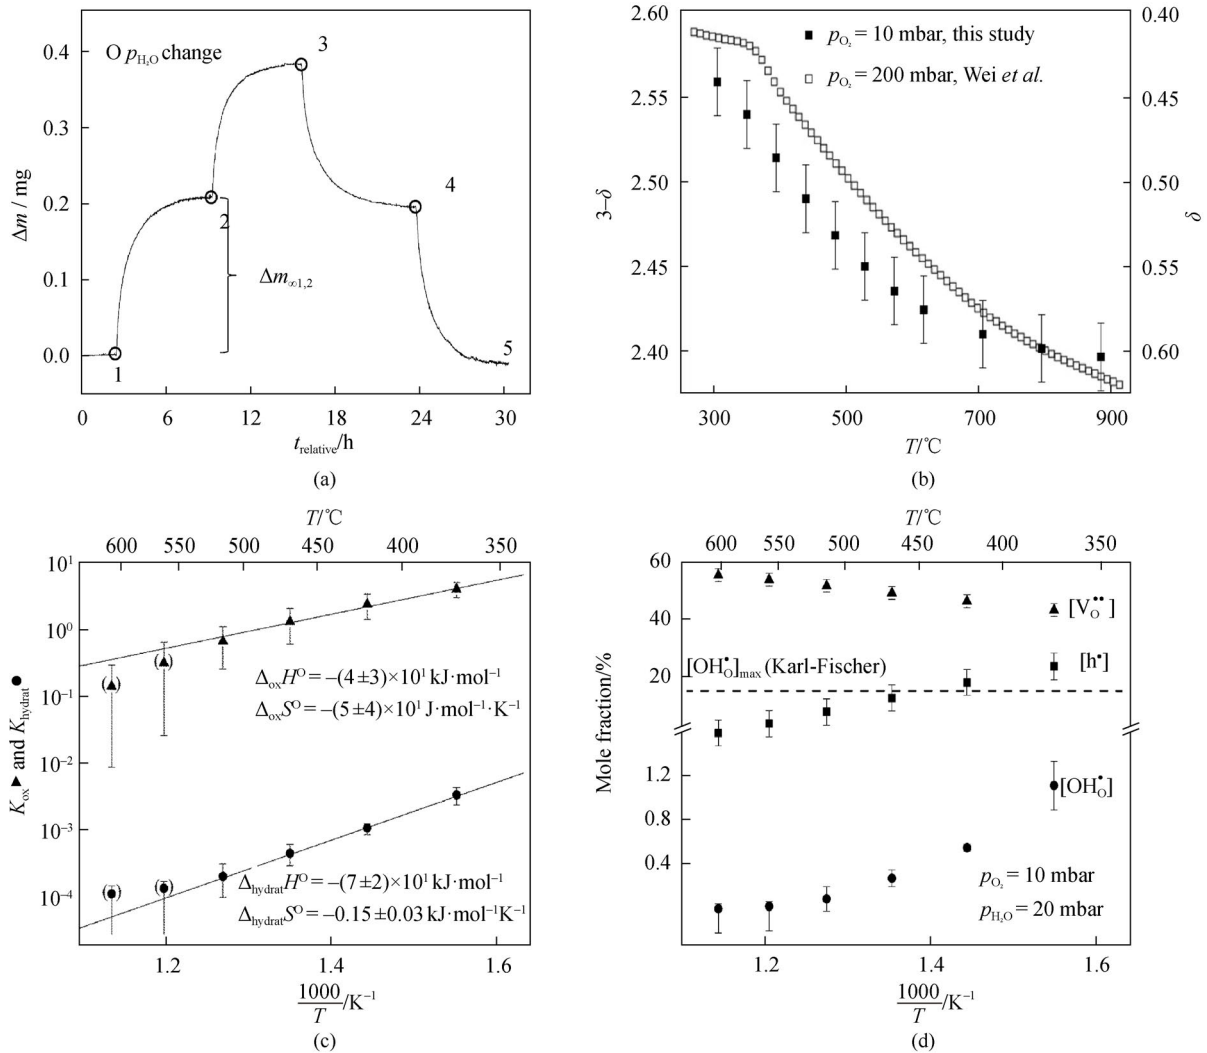 O pH₂O change
Δm / mg
0.4
0.3
0.2
0.1
0.0
1
2
3
4
5
Δm∞1,2
0 6 12 18 24 30
t_relative/h
(a)
3–δ
2.60
2.55
2.50
2.45
2.40
pO₂ = 10 mbar, this study
pO₂ = 200 mbar, Wei et al.
0.40
0.45
0.50
0.55
0.60
δ
300 500 700 900
T/℃
(b)
T/℃
600 550 500 450 400 350
K_ox ▲ and K_hydrat ●
10¹
10⁰
10⁻¹
10⁻²
10⁻³
10⁻⁴
Δ_oxH^O = –(4 ±3)×10¹ kJ·mol⁻¹
Δ_oxS^O = –(5 ±4)×10¹ J·mol⁻¹·K⁻¹
Δ_hydratH^O = –(7 ±2)×10¹ kJ·mol⁻¹
Δ_hydratS^O = –0.15 ±0.03 kJ·mol⁻¹K⁻¹
1.2 1.4 1.6
1000
T
/K⁻¹
(c)
T/℃
600 550 500 450 400 350
Mole fraction/%
60
40
20
1.2
0.8
0.4
[V_O^••]
[h^•]
[OH_O^•]max (Karl-Fischer)
[OH_O^•]
pO₂ = 10 mbar
pH₂O = 20 mbar
1.2 1.4 1.6
1000
T
/K⁻¹
(d)